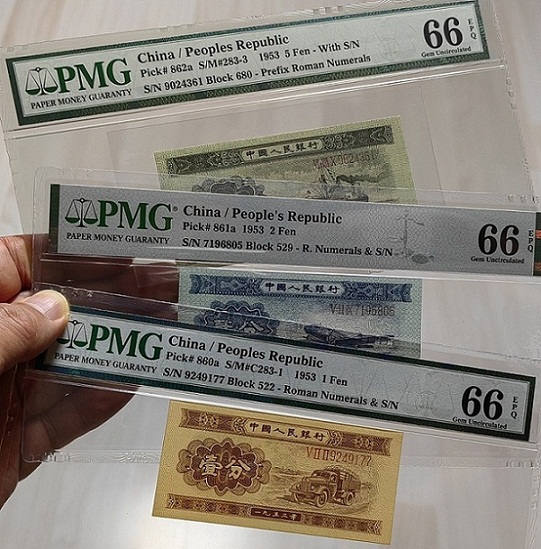 PMG
PAPER MONEY GUARANTY
China / Peoples Republic
Pick# 862a S/M#283-3 1953 5 Fen - With S/N
S/N 9024361 Block 680 - Prefix Roman Numerals
66 EPQ
Gem Uncirculated
中國人民銀行
PMG®
PAPER MONEY GUARANTY
China / People's Republic
Pick# 861a 1953 2 Fen
S/N 7196805 Block 529 - R. Numerals & S/N
66 EPQ
Gem Uncirculated
中國人民銀行
VIIIX 7196805
PMG
PAPER MONEY GUARANTY
China / Peoples Republic
Pick# 860a S/M#C283-1 1953 1 Fen
S/N 9249177 Block 522 - Roman Numerals & S/N
66 EPQ
Gem Uncirculated
中國人民銀行
VIIII9249177
壹分
一九五三年